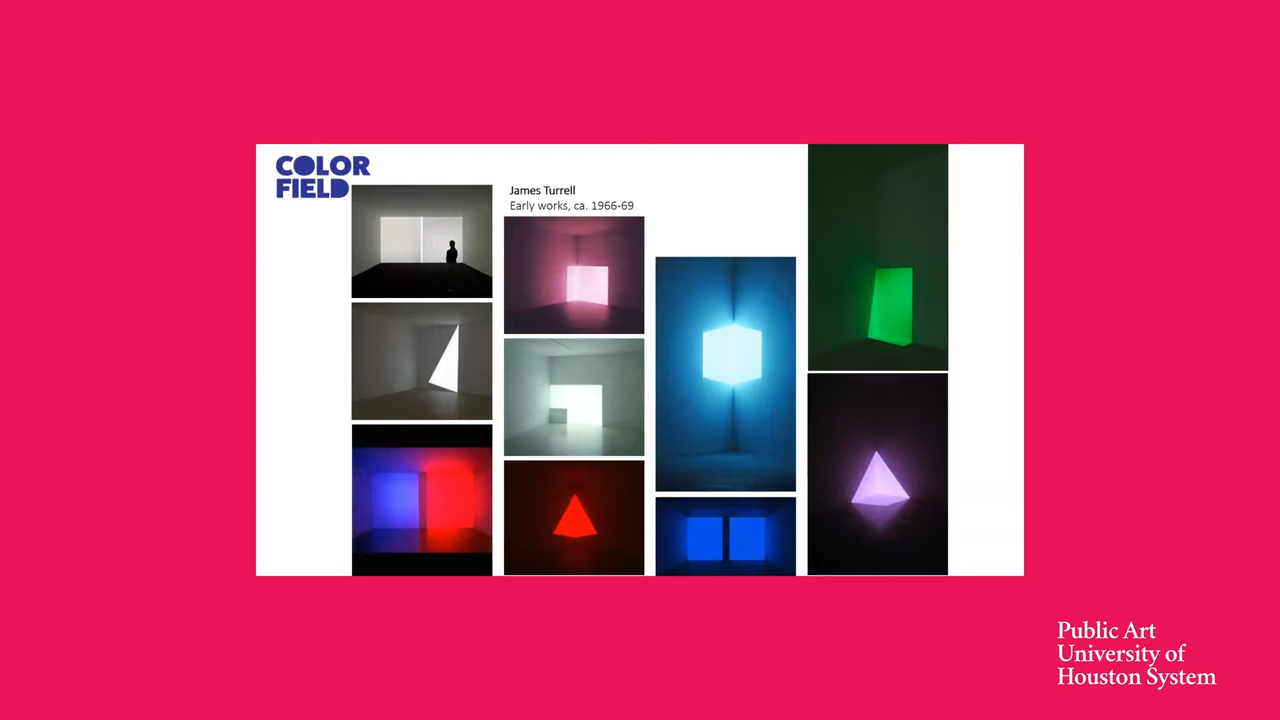 COLOR
FIELD
James Turrell
Early works, ca. 1966-69
Public Art
University of
Houston System